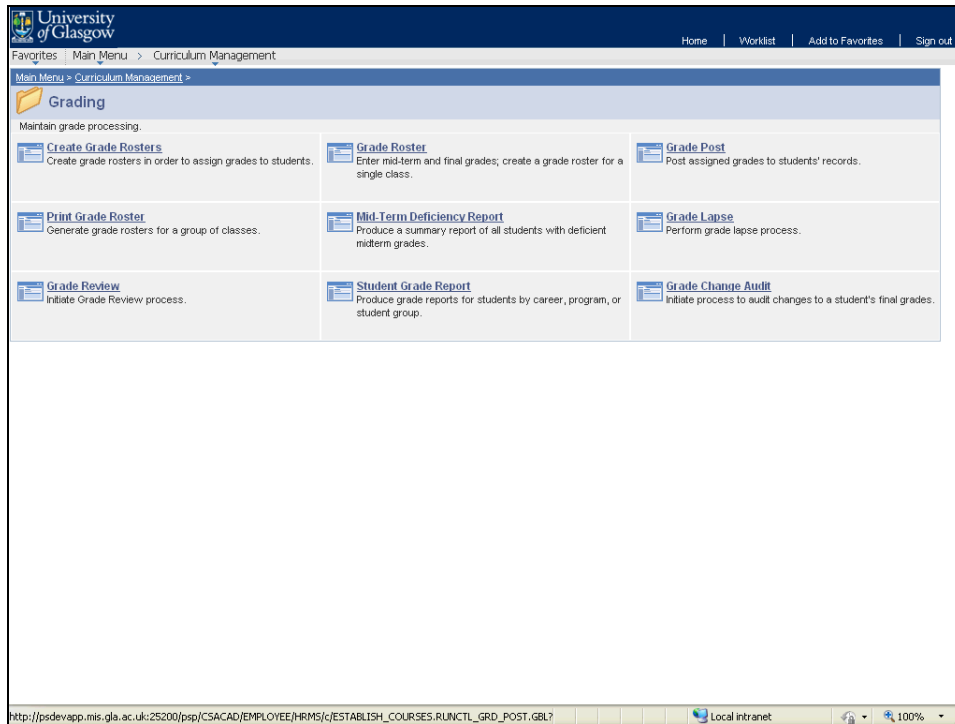 University
of Glasgow
Home | Worklist | Add to Favorites | Sign out
Favorites Main Menu > Curriculum Management
Main Menu > Curriculum Management >
Grading
Maintain grade processing.
Create Grade Rosters
Create grade rosters in order to assign grades to students.
Grade Roster
Enter mid-term and final grades; create a grade roster for a
single class.
Grade Post
Post assigned grades to students' records.
Print Grade Roster
Generate grade rosters for a group of classes.
Mid-Term Deficiency Report
Produce a summary report of all students with deficient
midterm grades.
Grade Lapse
Perform grade lapse process.
Grade Review
Initiate Grade Review process.
Student Grade Report
Produce grade reports for students by career, program, or
student group.
Grade Change Audit
Initiate process to audit changes to a student's final grades.
http://psdevapp.mis.gla.ac.uk:25200/psp/CSACAD/EMPLOYEE/HRMS/c/ESTABLISH_COURSES.RUNCTL_GRD_POST.GBL? Local intranet 100%